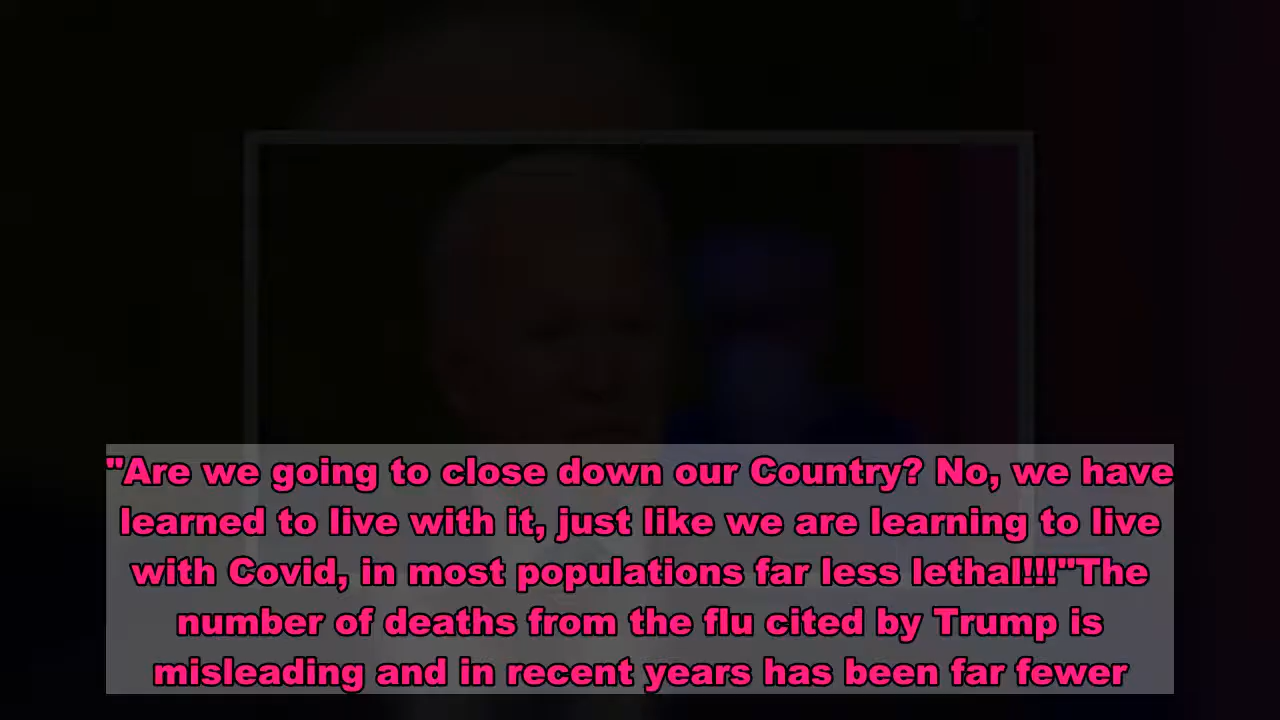 "Are we going to close down our Country? No, we have
learned to live with it, just like we are learning to live
with Covid, in most populations far less lethal!!!"The
number of deaths from the flu cited by Trump is
misleading and in recent years has been far fewer